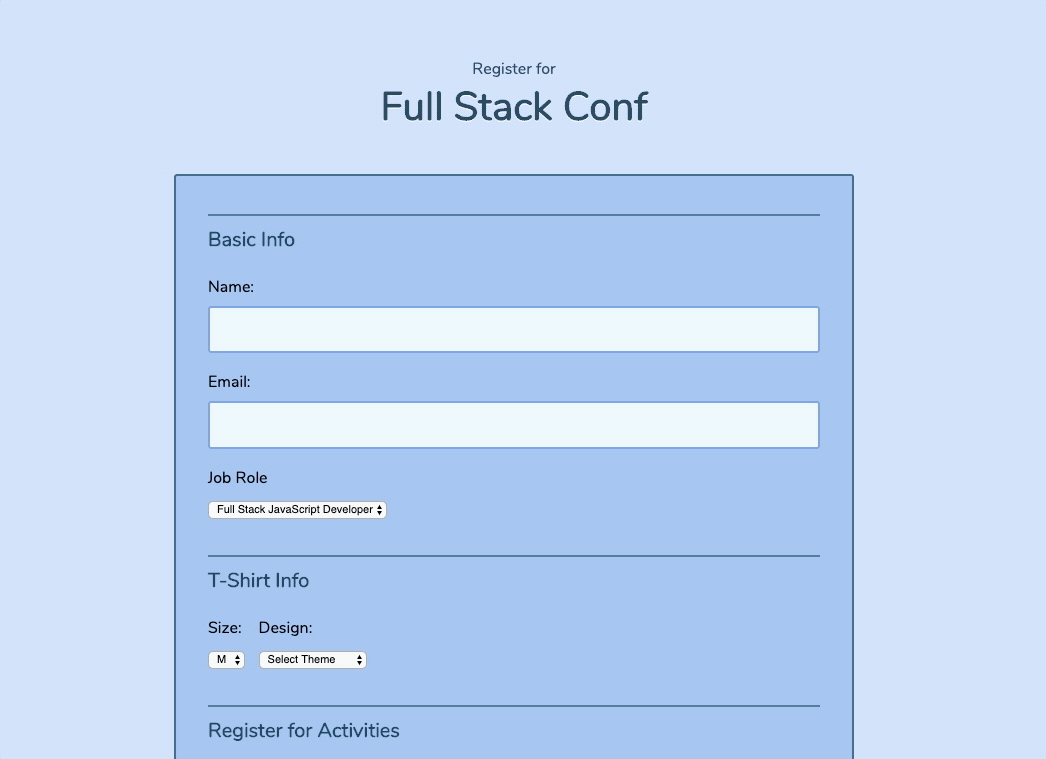 Register for
Full Stack Conf
Basic Info
Name:
Email:
Job Role
Full Stack JavaScript Developer
T-Shirt Info
Size: Design:
M Select Theme
Register for Activities